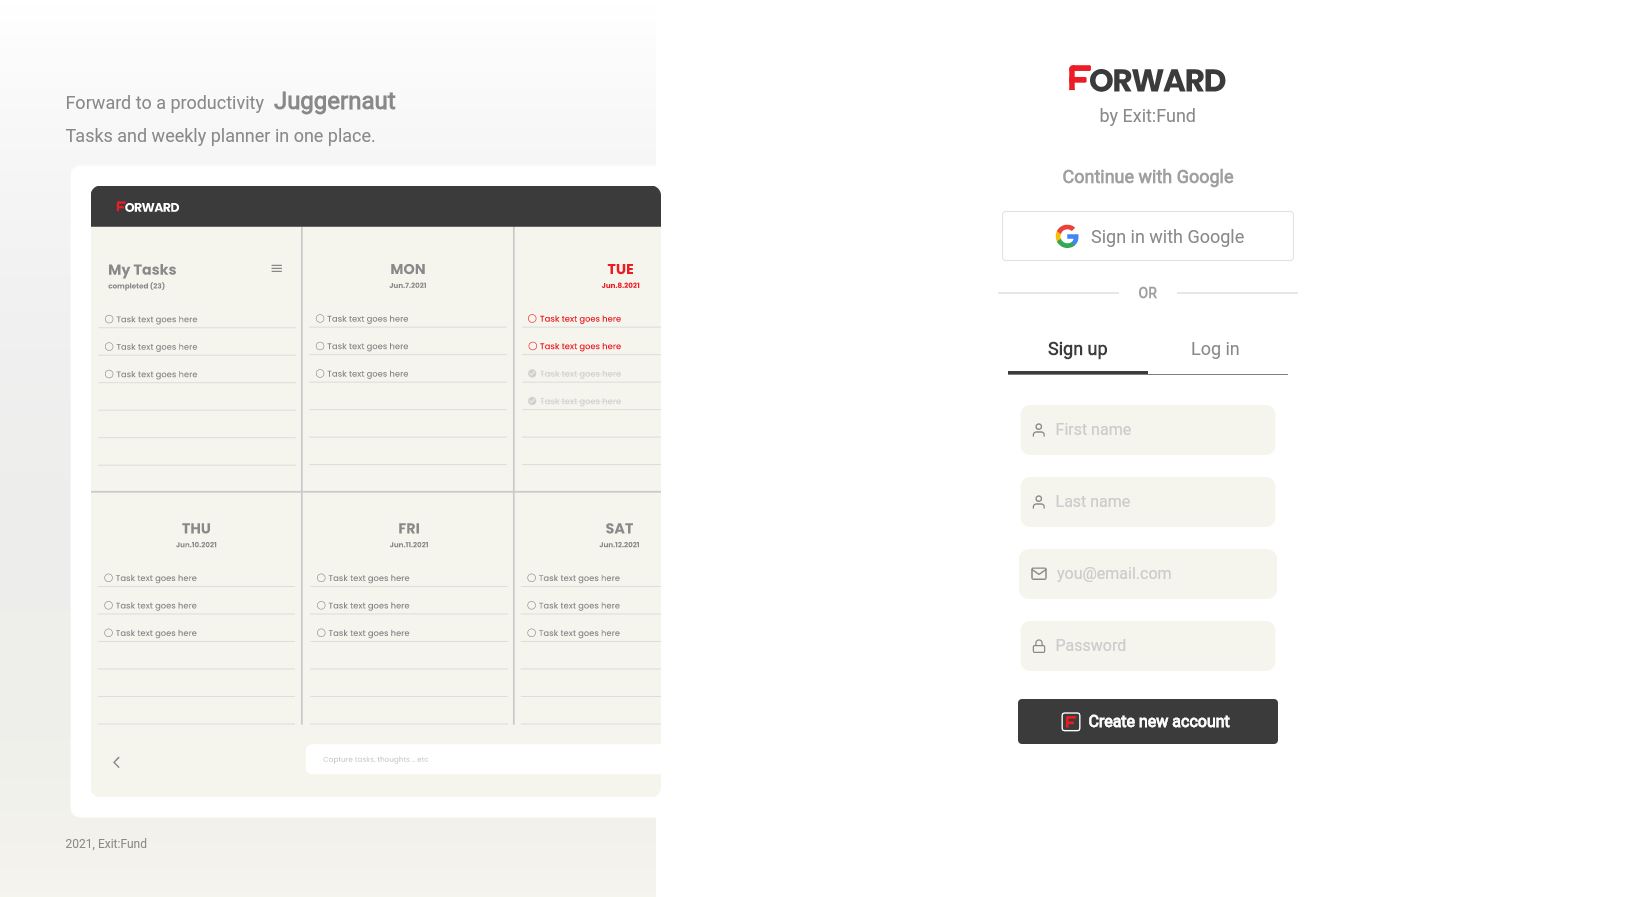 Forward to a productivity Juggernaut
Tasks and weekly planner in one place.
FORWARD
My Tasks
completed (23)
Task text goes here
Task text goes here
Task text goes here
MON
Jun.7.2021
Task text goes here
Task text goes here
Task text goes here
TUE
Jun.8.2021
Task text goes here
Task text goes here
Task text goes here
Task text goes here
THU
Jun.10.2021
Task text goes here
Task text goes here
Task text goes here
FRI
Jun.11.2021
Task text goes here
Task text goes here
Task text goes here
SAT
Jun.12.2021
Task text goes here
Task text goes here
Task text goes here
Capture tasks, thoughts ... etc
2021, Exit:Fund
FORWARD
by Exit:Fund
Continue with Google
Sign in with Google
OR
Sign up Log in
First name
Last name
you@email.com
Password
F Create new account